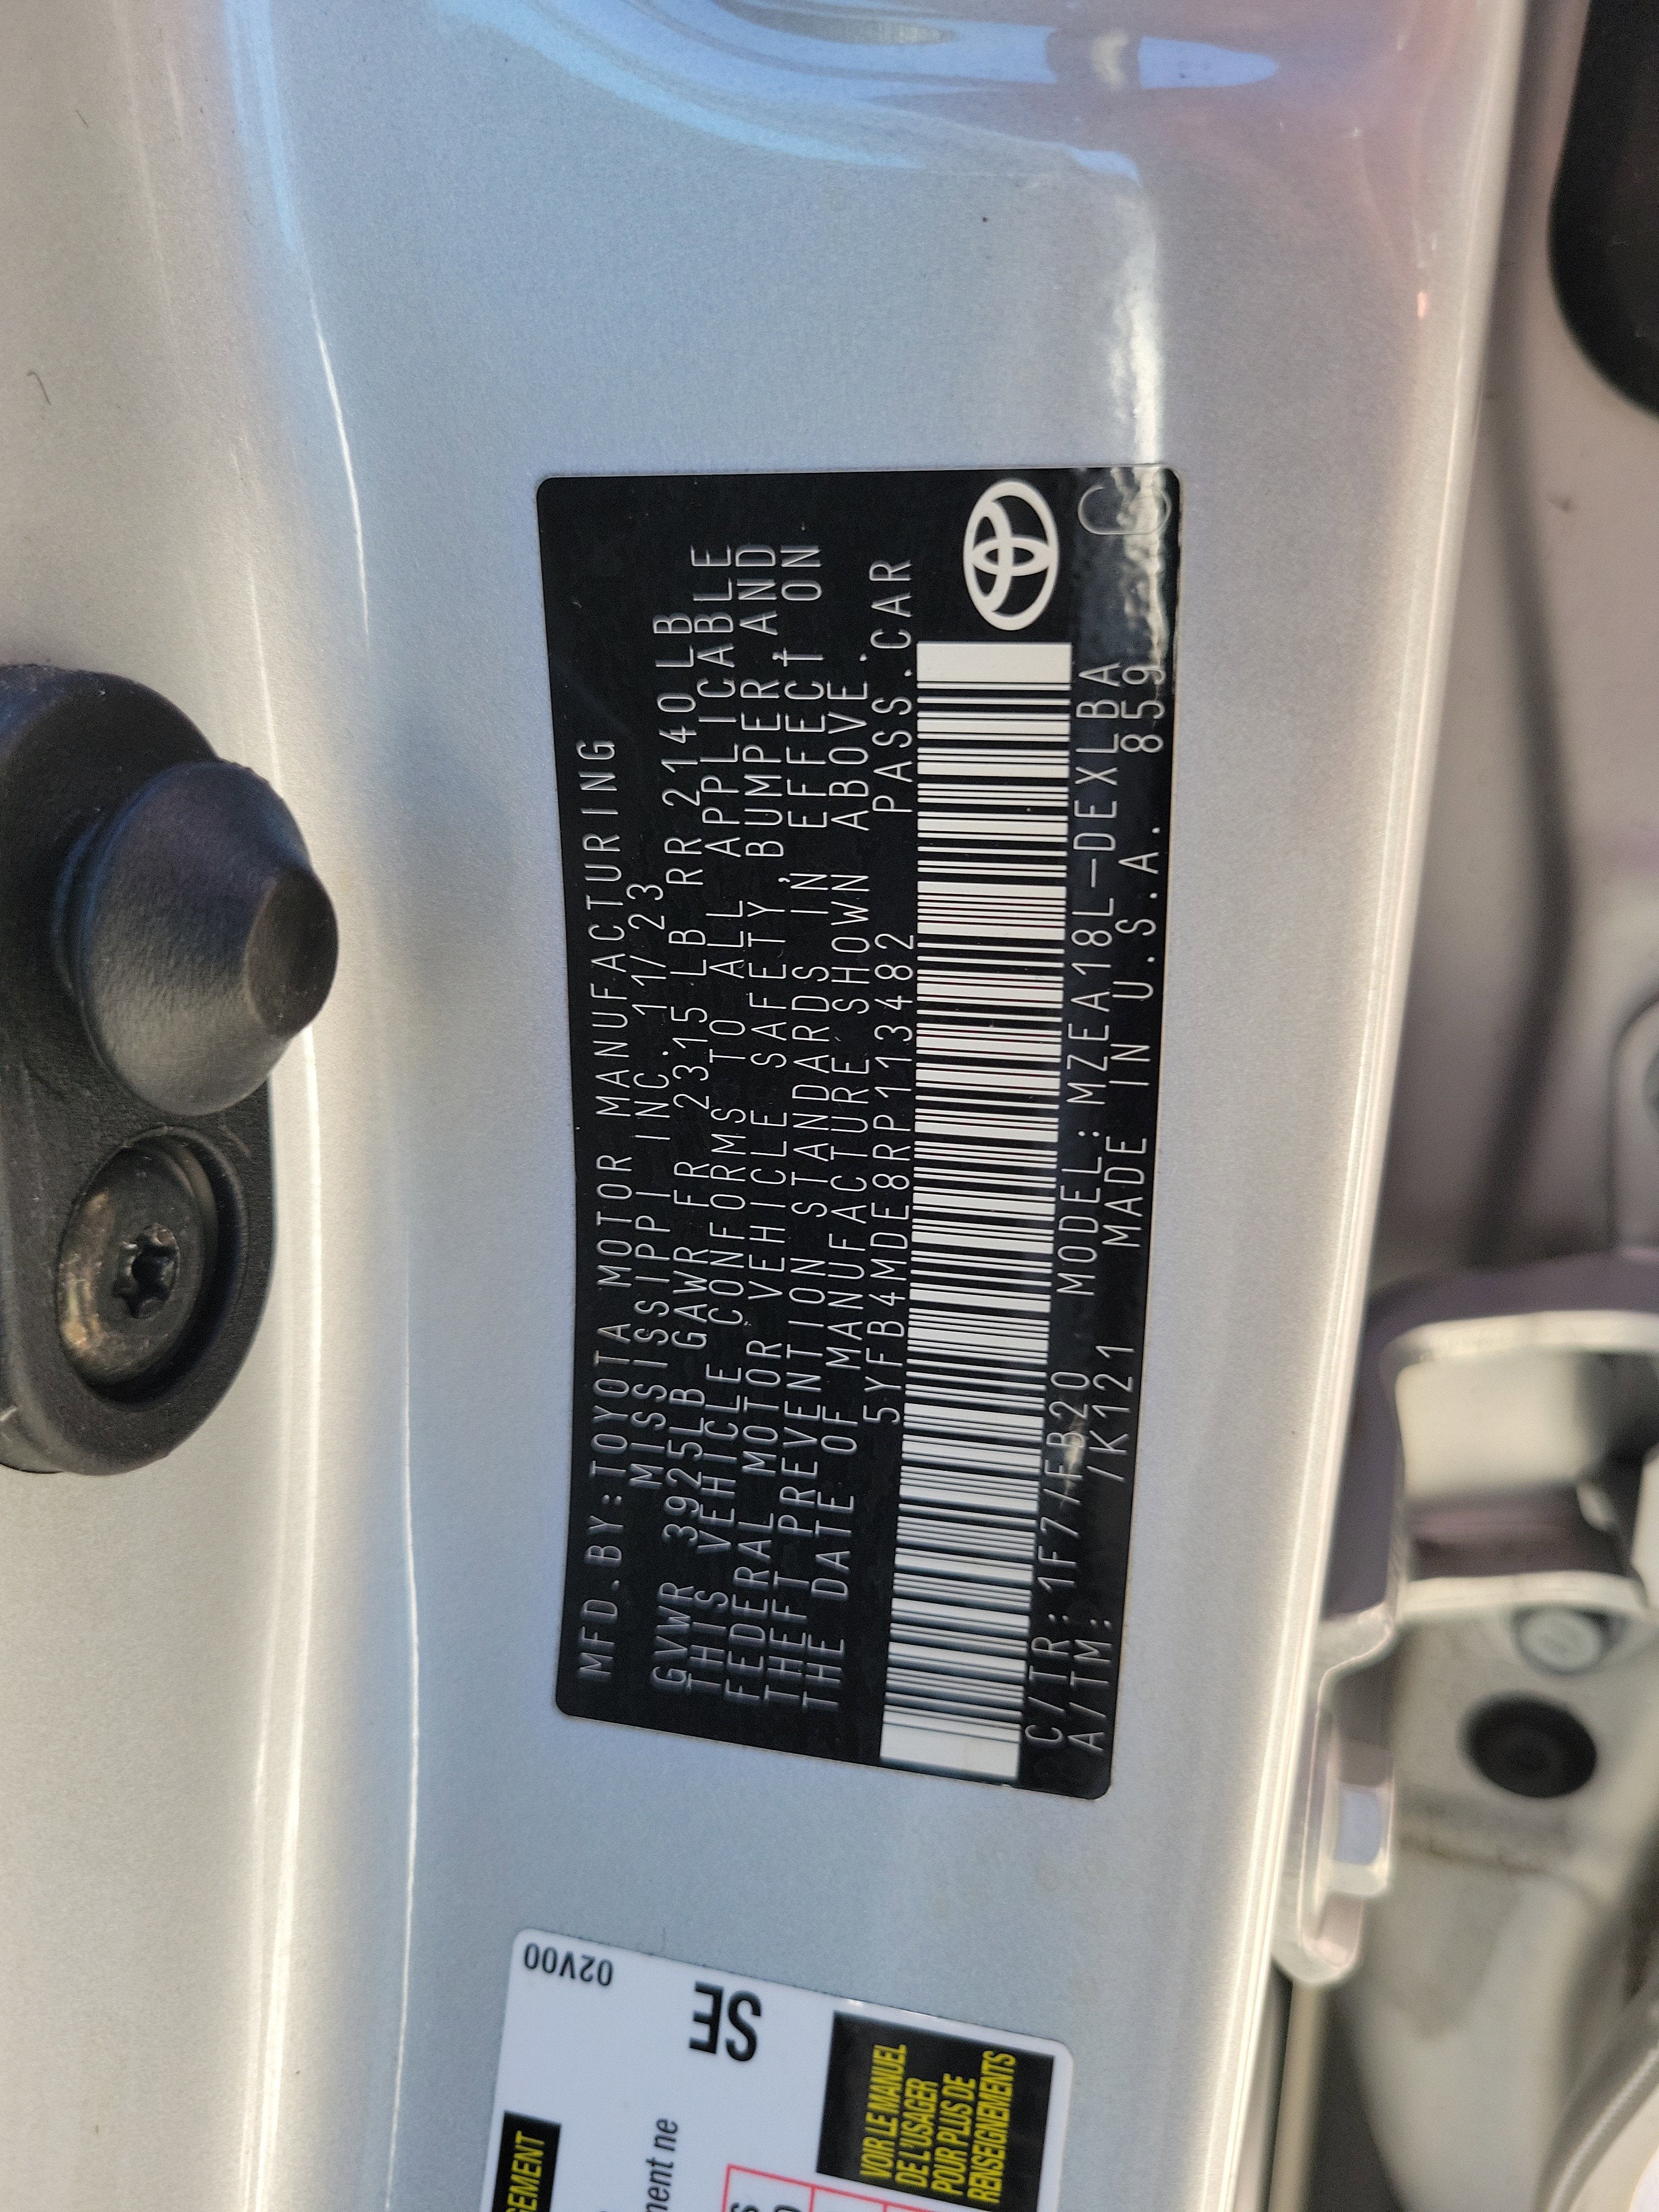 MFD.BY:TOYOTA MOTOR MANUFACTURING
MISSISSIPPI INC. 11/23
GVWR 3925LB GAWR FR 2315 LB RR 2140LB
THIS VEHICLE CONFORMS TO ALL APPLICABLE
FEDERAL MOTOR VEHICLE SAFETY, BUMPER, AND
THEFT PREVENTION STANDARDS IN EFFECT ON
THE DATE OF MANUFACTURE SHOWN ABOVE.
5YFB4MDE8RP113482 PASS.CAR
C/TR:1F7/FB20 MODEL:MZEA18L-DEXLBA
A/TM: /K121 MADE IN U.S.A. 859
02V00
SE
VOIR LE MANUEL
DE L'USAGER
POUR PLUS DE
RENSEIGNEMENTS